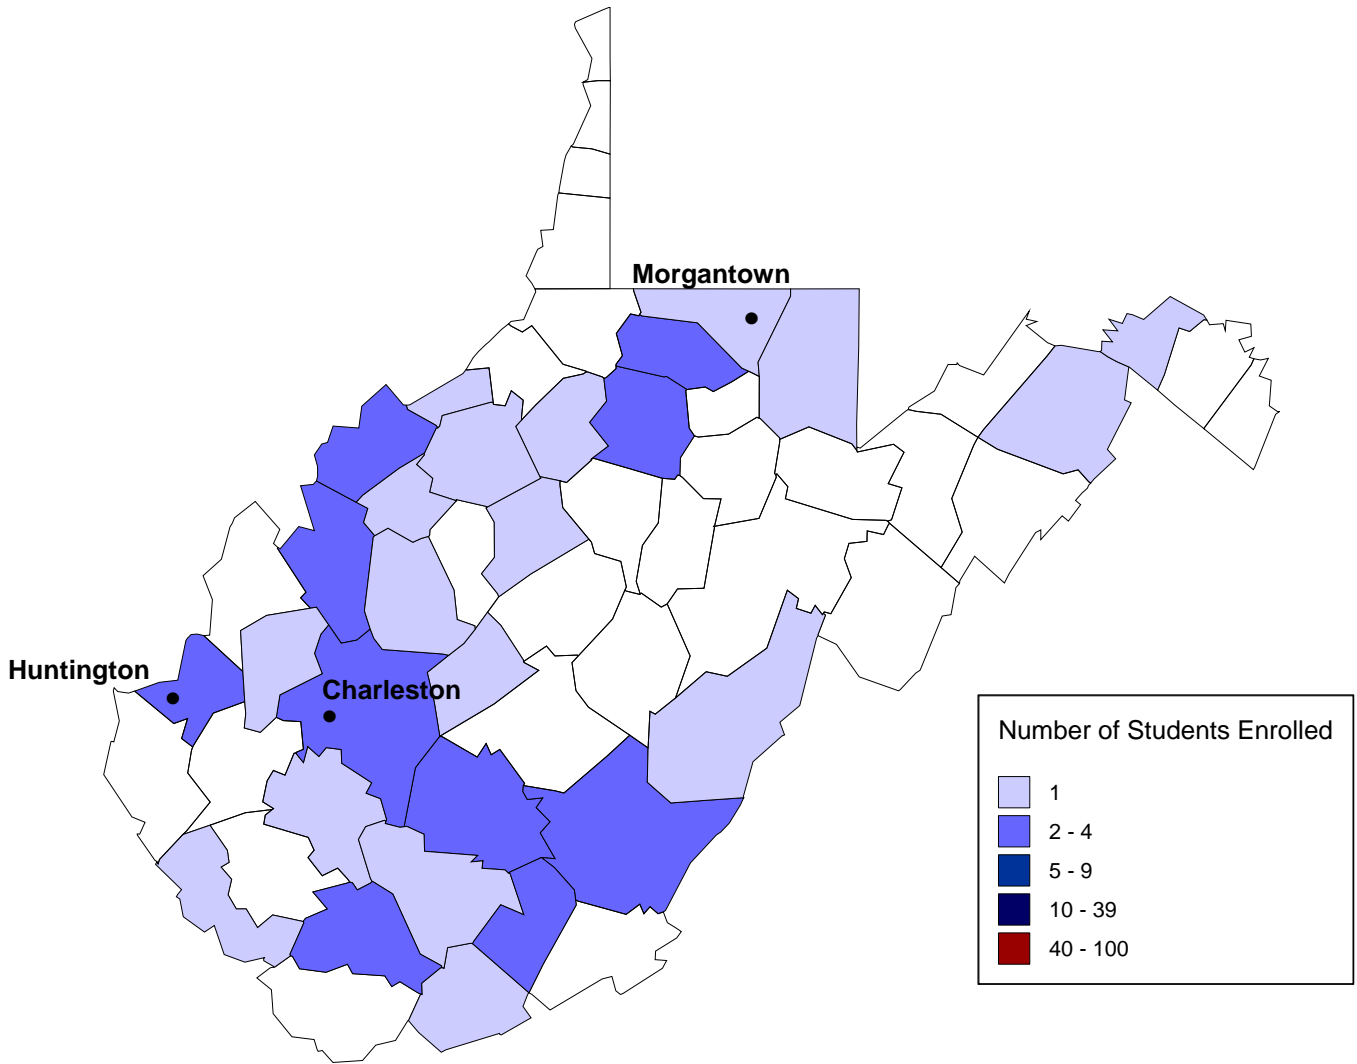 Morgantown
Huntington
Charleston
Number of Students Enrolled
1
2 - 4
5 - 9
10 - 39
40 - 100